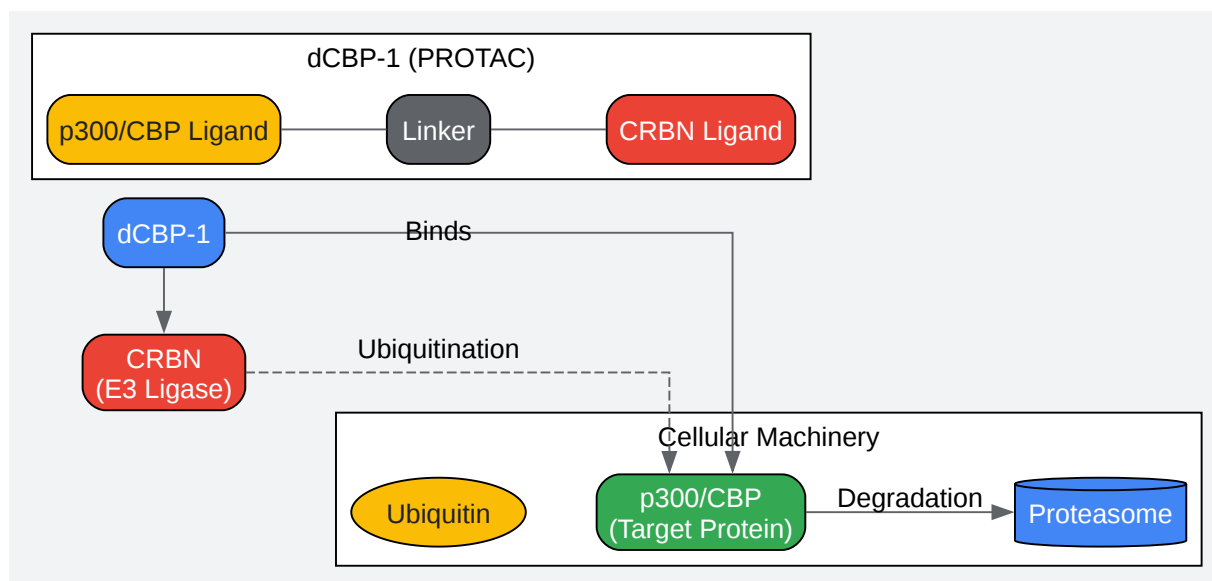 dCBP-1 (PROTAC)
p300/CBP Ligand
Linker
CRBN Ligand
dCBP-1
Binds
CRBN
(E3 Ligase)
Ubiquitination
Cellular Machinery
Ubiquitin
p300/CBP
(Target Protein)
Degradation
Proteasome